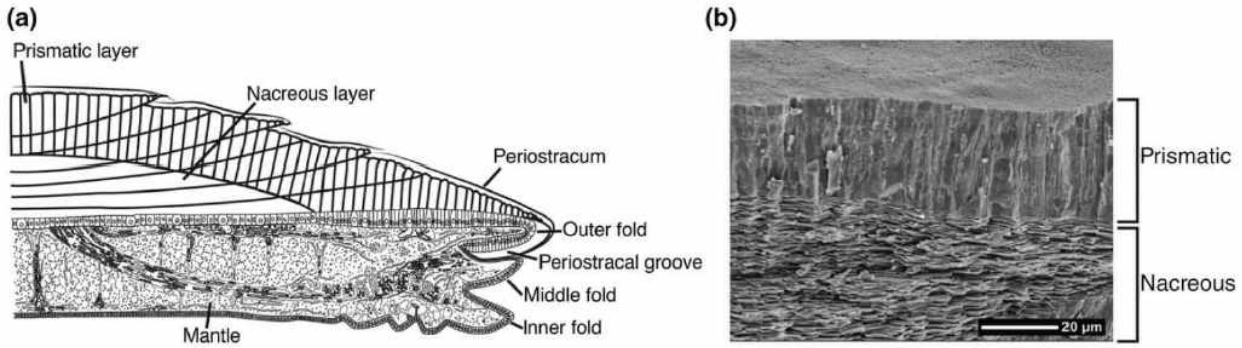 (a)
Prismatic layer
Nacreous layer
Periostracum
Outer fold
Periostracal groove
Middle fold
Inner fold
Mantle
(b)
Prismatic
Nacreous
20 µm